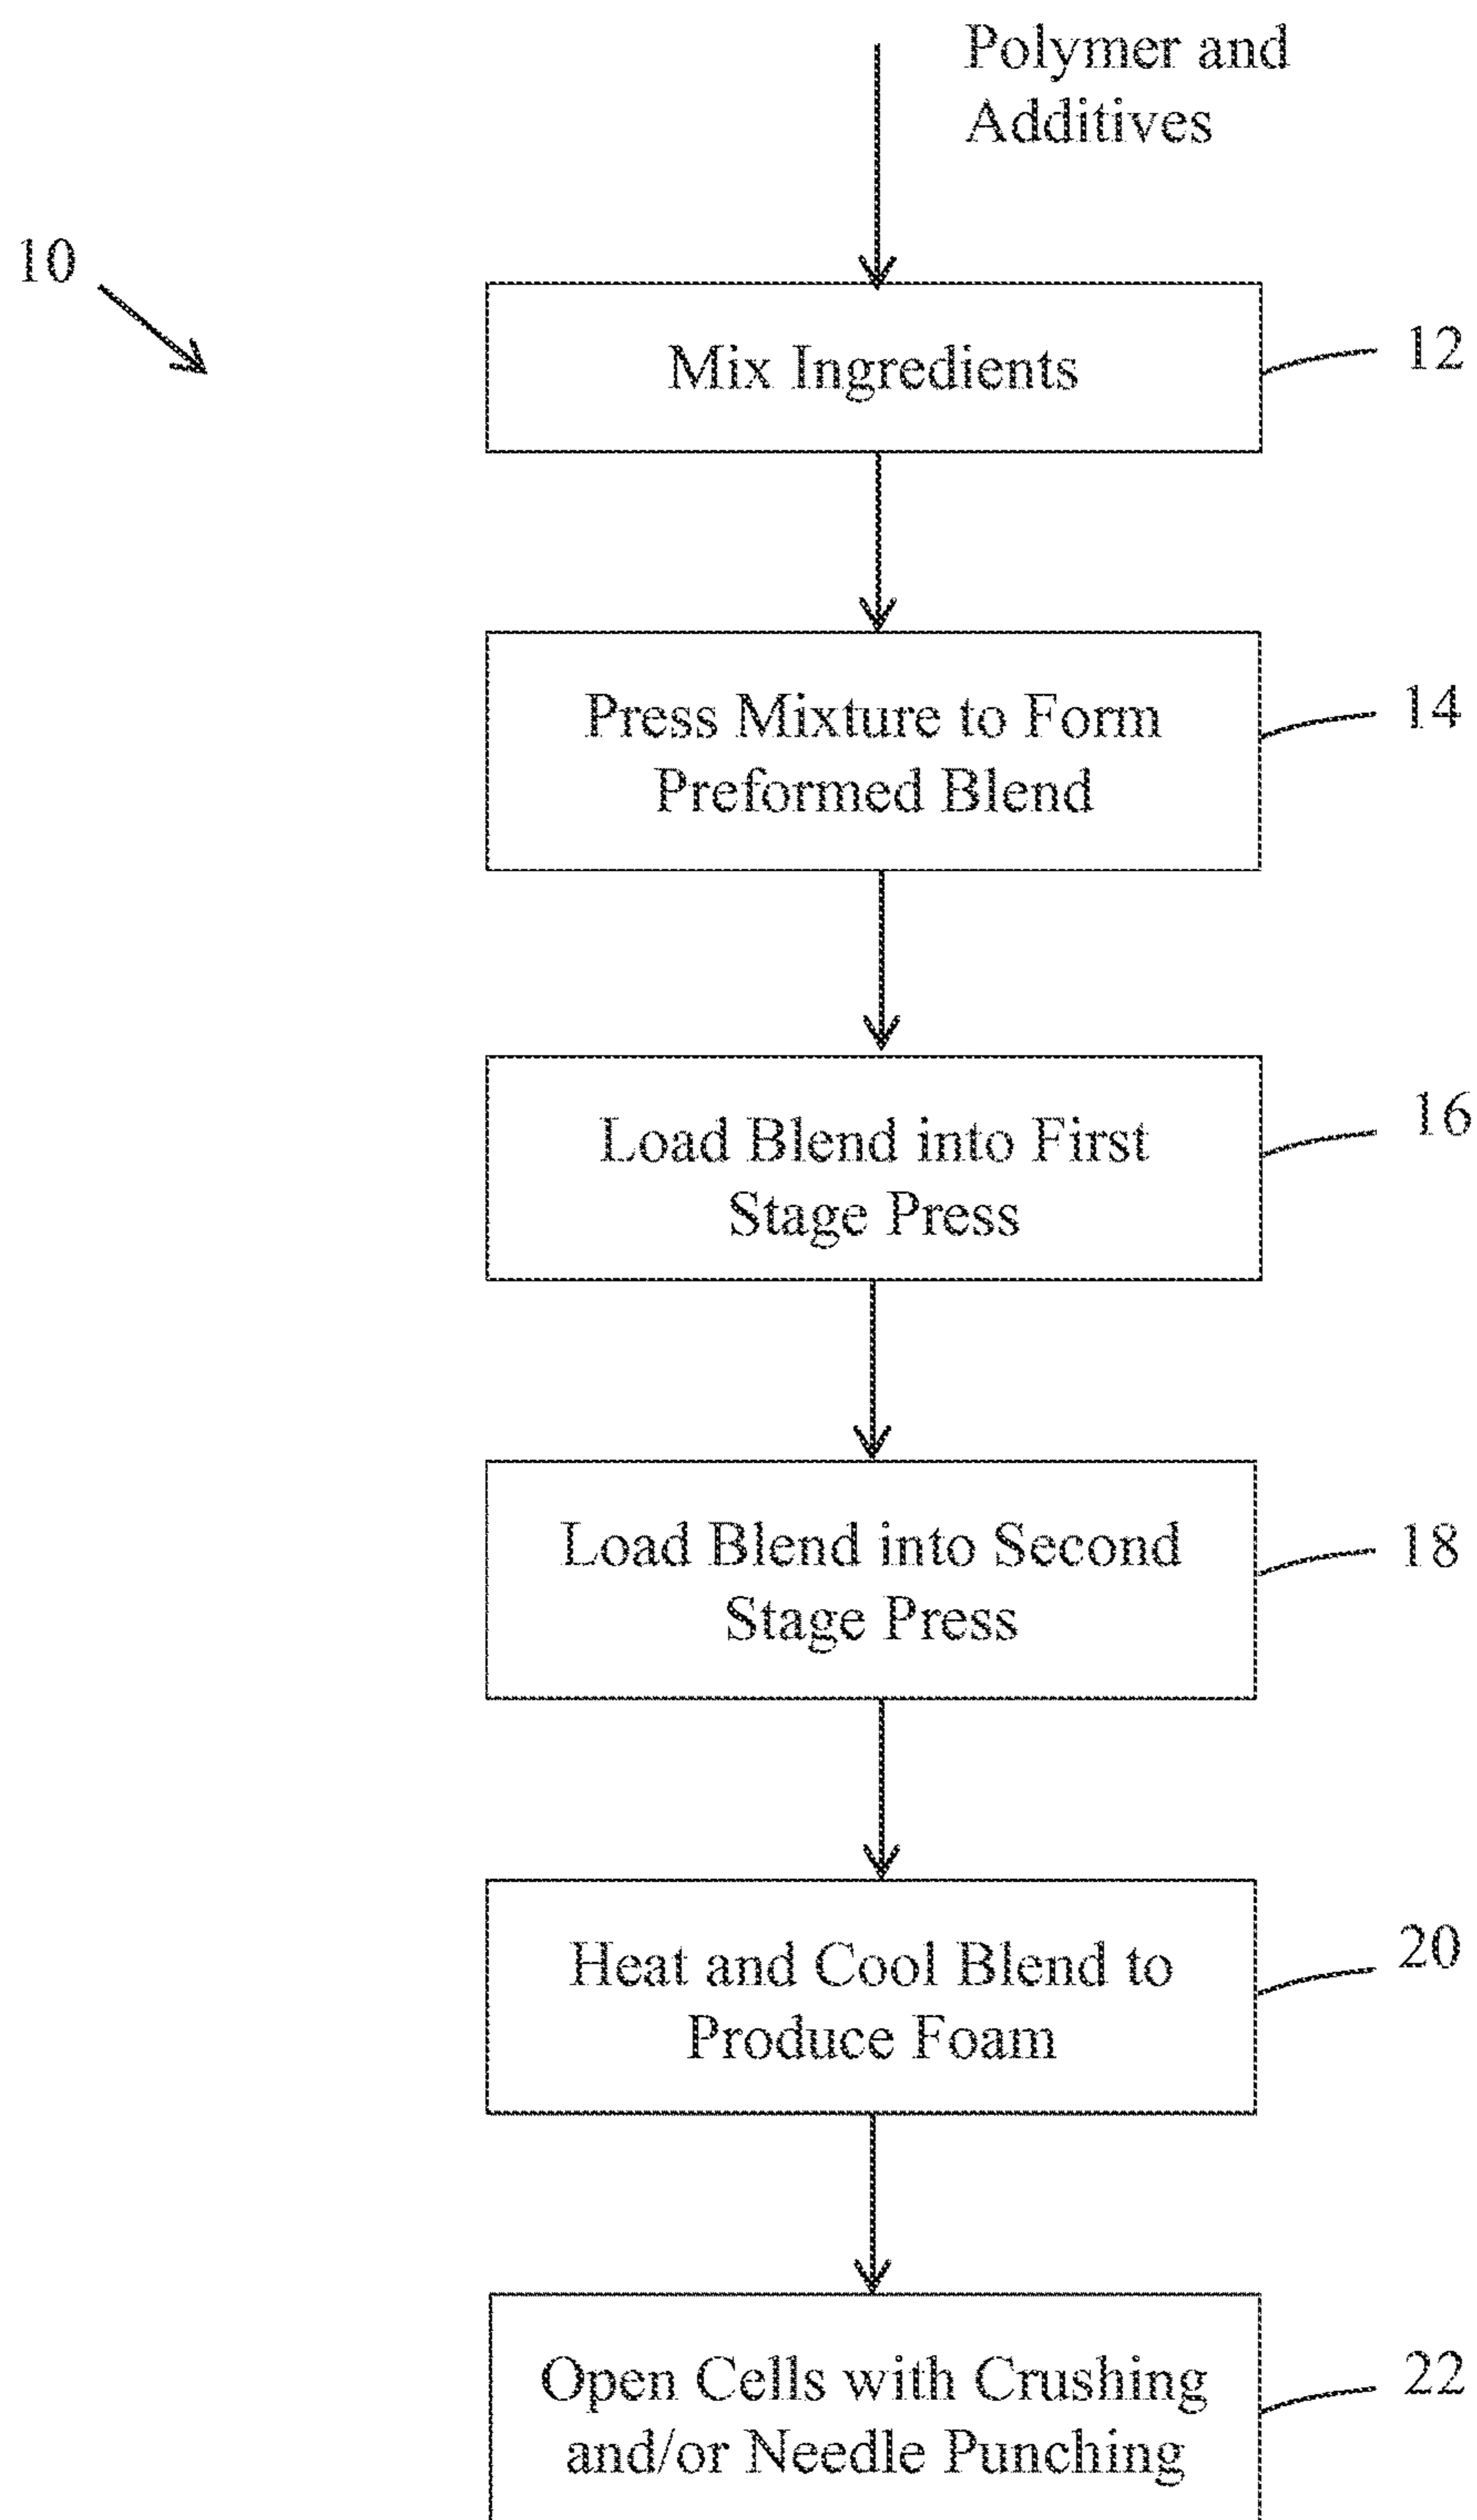 Polymer and
Additives
10
Mix Ingredients
12
Press Mixture to Form
Preformed Blend
14
Load Blend into First
Stage Press
16
Load Blend into Second
Stage Press
18
Heat and Cool Blend to
Produce Foam
20
Open Cells with Crushing
and/or Needle Punching
22